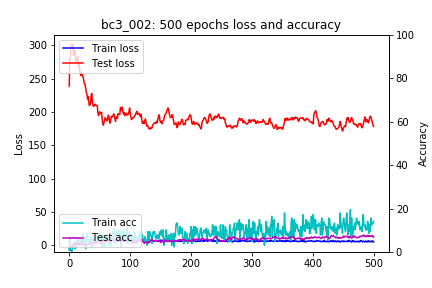 bc3_002: 500 epochs loss and accuracy
Train loss
Test loss
Train acc
Test acc
Loss
Accuracy
300
250
200
150
100
50
0
100
80
60
40
20
0
0 100 200 300 400 500